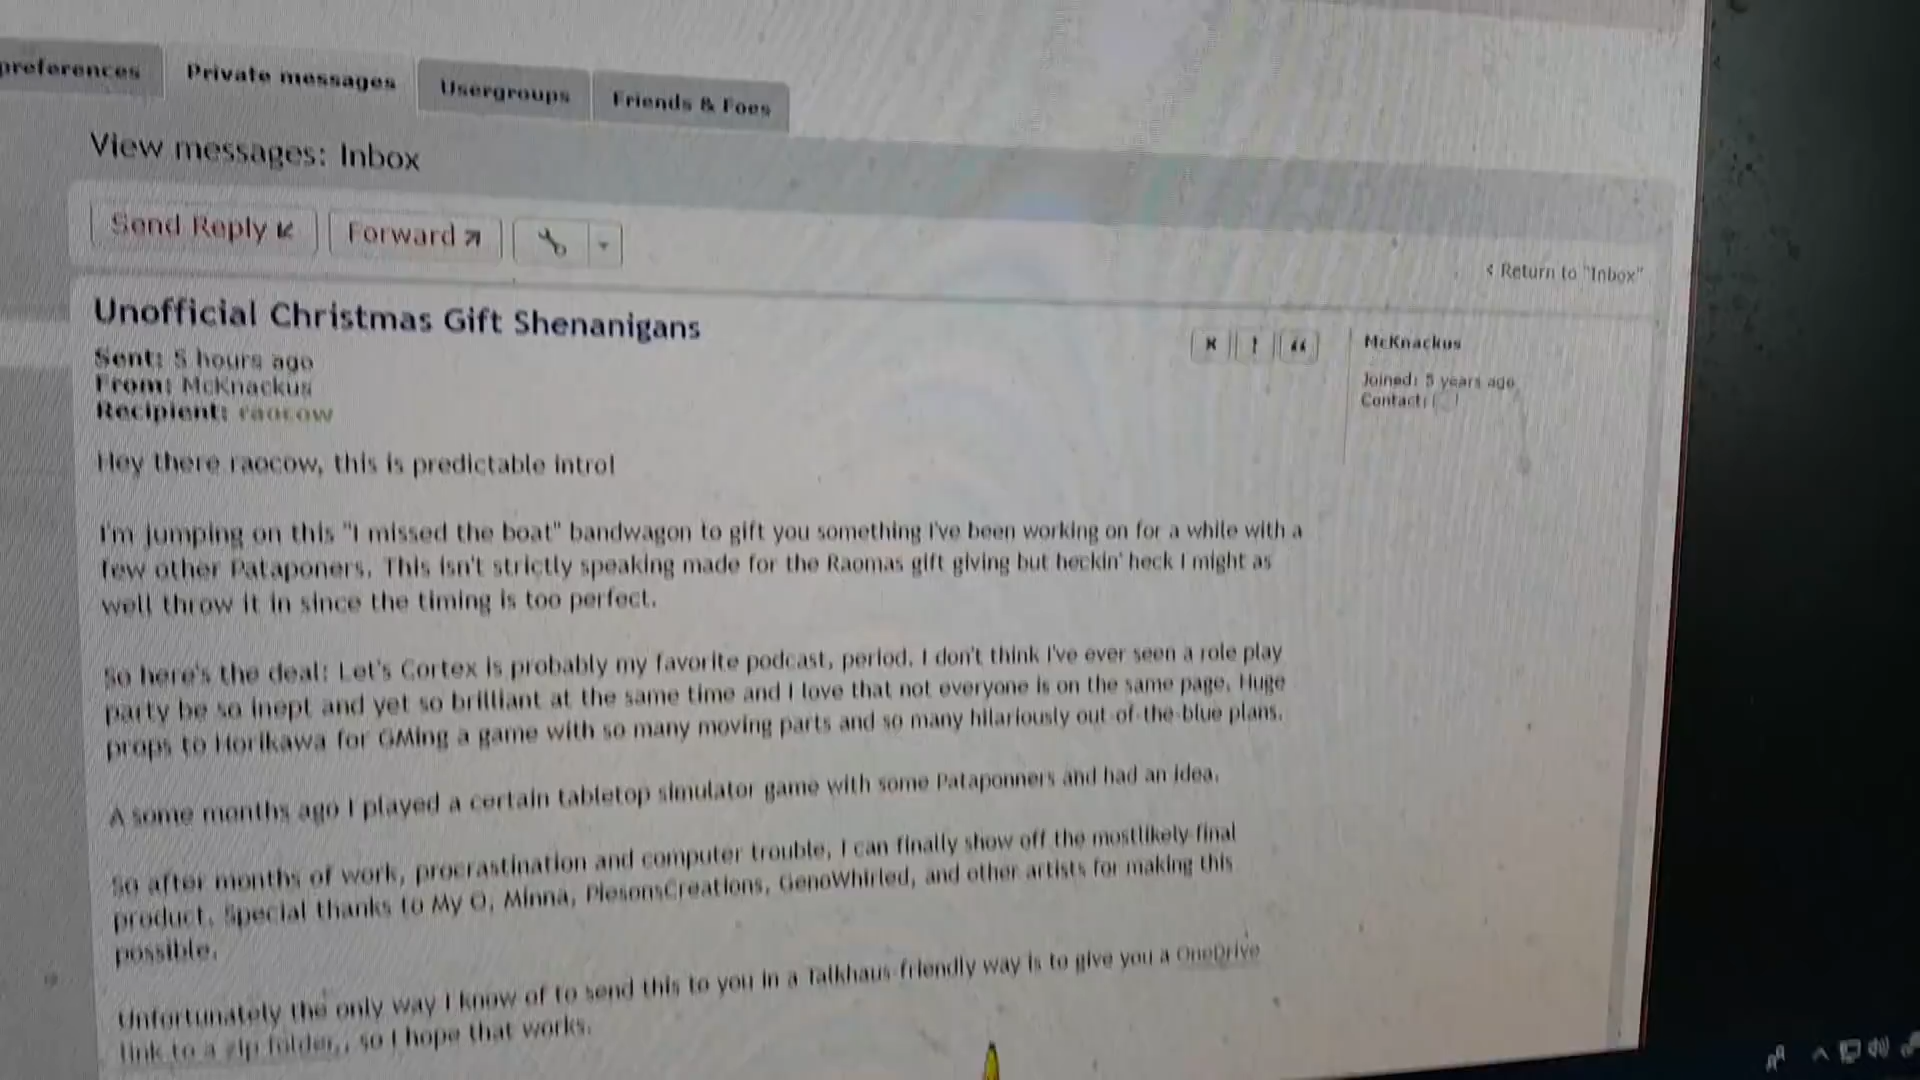 preferences
Private messages
Usergroups
Friends & Foes
View messages: Inbox
Send Reply
Forward
< Return to "Inbox"
Unofficial Christmas Gift Shenanigans
McKnackus
Sent: 5 hours ago
Joined: 5 years ago
From: McKnackus
Contact:
Recipient: raocow
Hey there raocow, this is predictable intro!
I'm jumping on this "I missed the boat" bandwagon to gift you something I've been working on for a while with a
few other Pataponers. This isn't strictly speaking made for the Raomas gift giving but heckin' heck I might as
well throw it in since the timing is too perfect.
So here's the deal: Let's Cortex is probably my favorite podcast, period. I don't think I've ever seen a role play
party be so inept and yet so brilliant at the same time and I love that not everyone is on the same page. Huge
props to Horikawa for GMing a game with so many moving parts and so many hilariously out-of-the-blue plans.
A some months ago I played a certain tabletop simulator game with some Pataponners and had an idea.
So after months of work, procrastination and computer trouble, I can finally show off the mostlikely-final
product. Special thanks to My O, Minna, PiesonsCreations, GenoWhirled, and other artists for making this
possible.
Unfortunately the only way I know of to send this to you in a Talkhaus-friendly way is to give you a OneDrive
link to a zip folder,, so I hope that works.